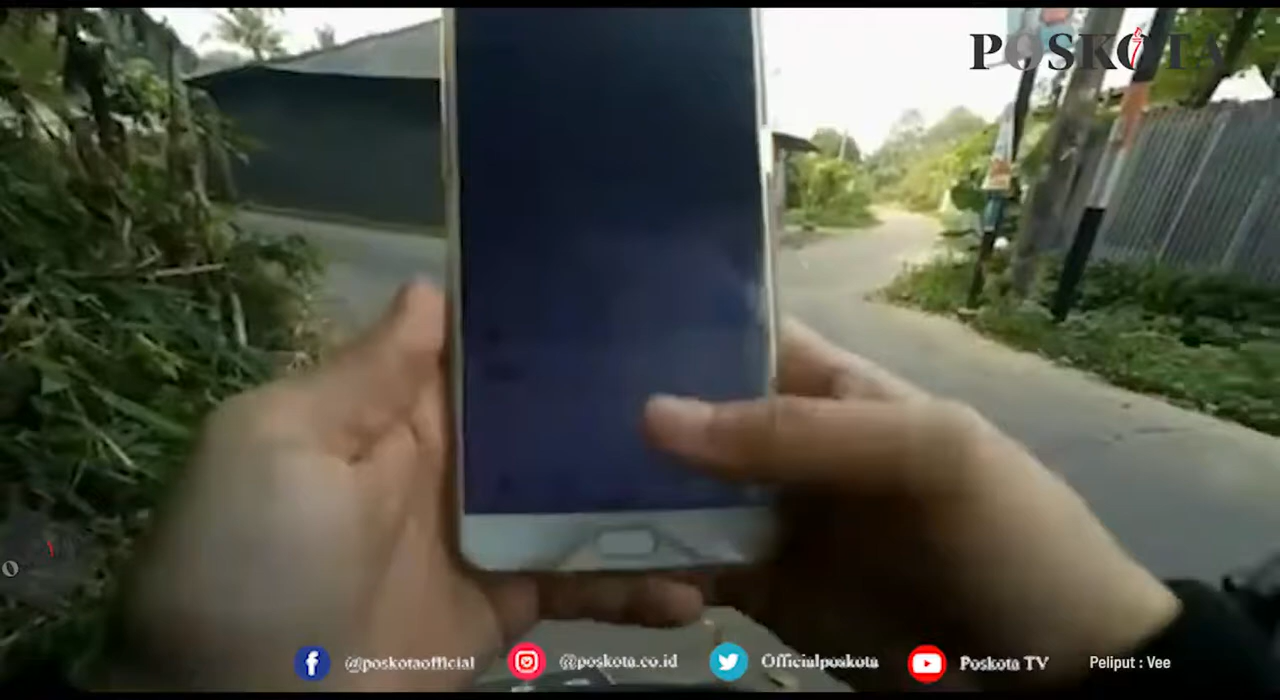 POSKOTA
@poskotaofficial
@poskota.co.id
Officialposkota
Poskota TV
Peliput : Vee